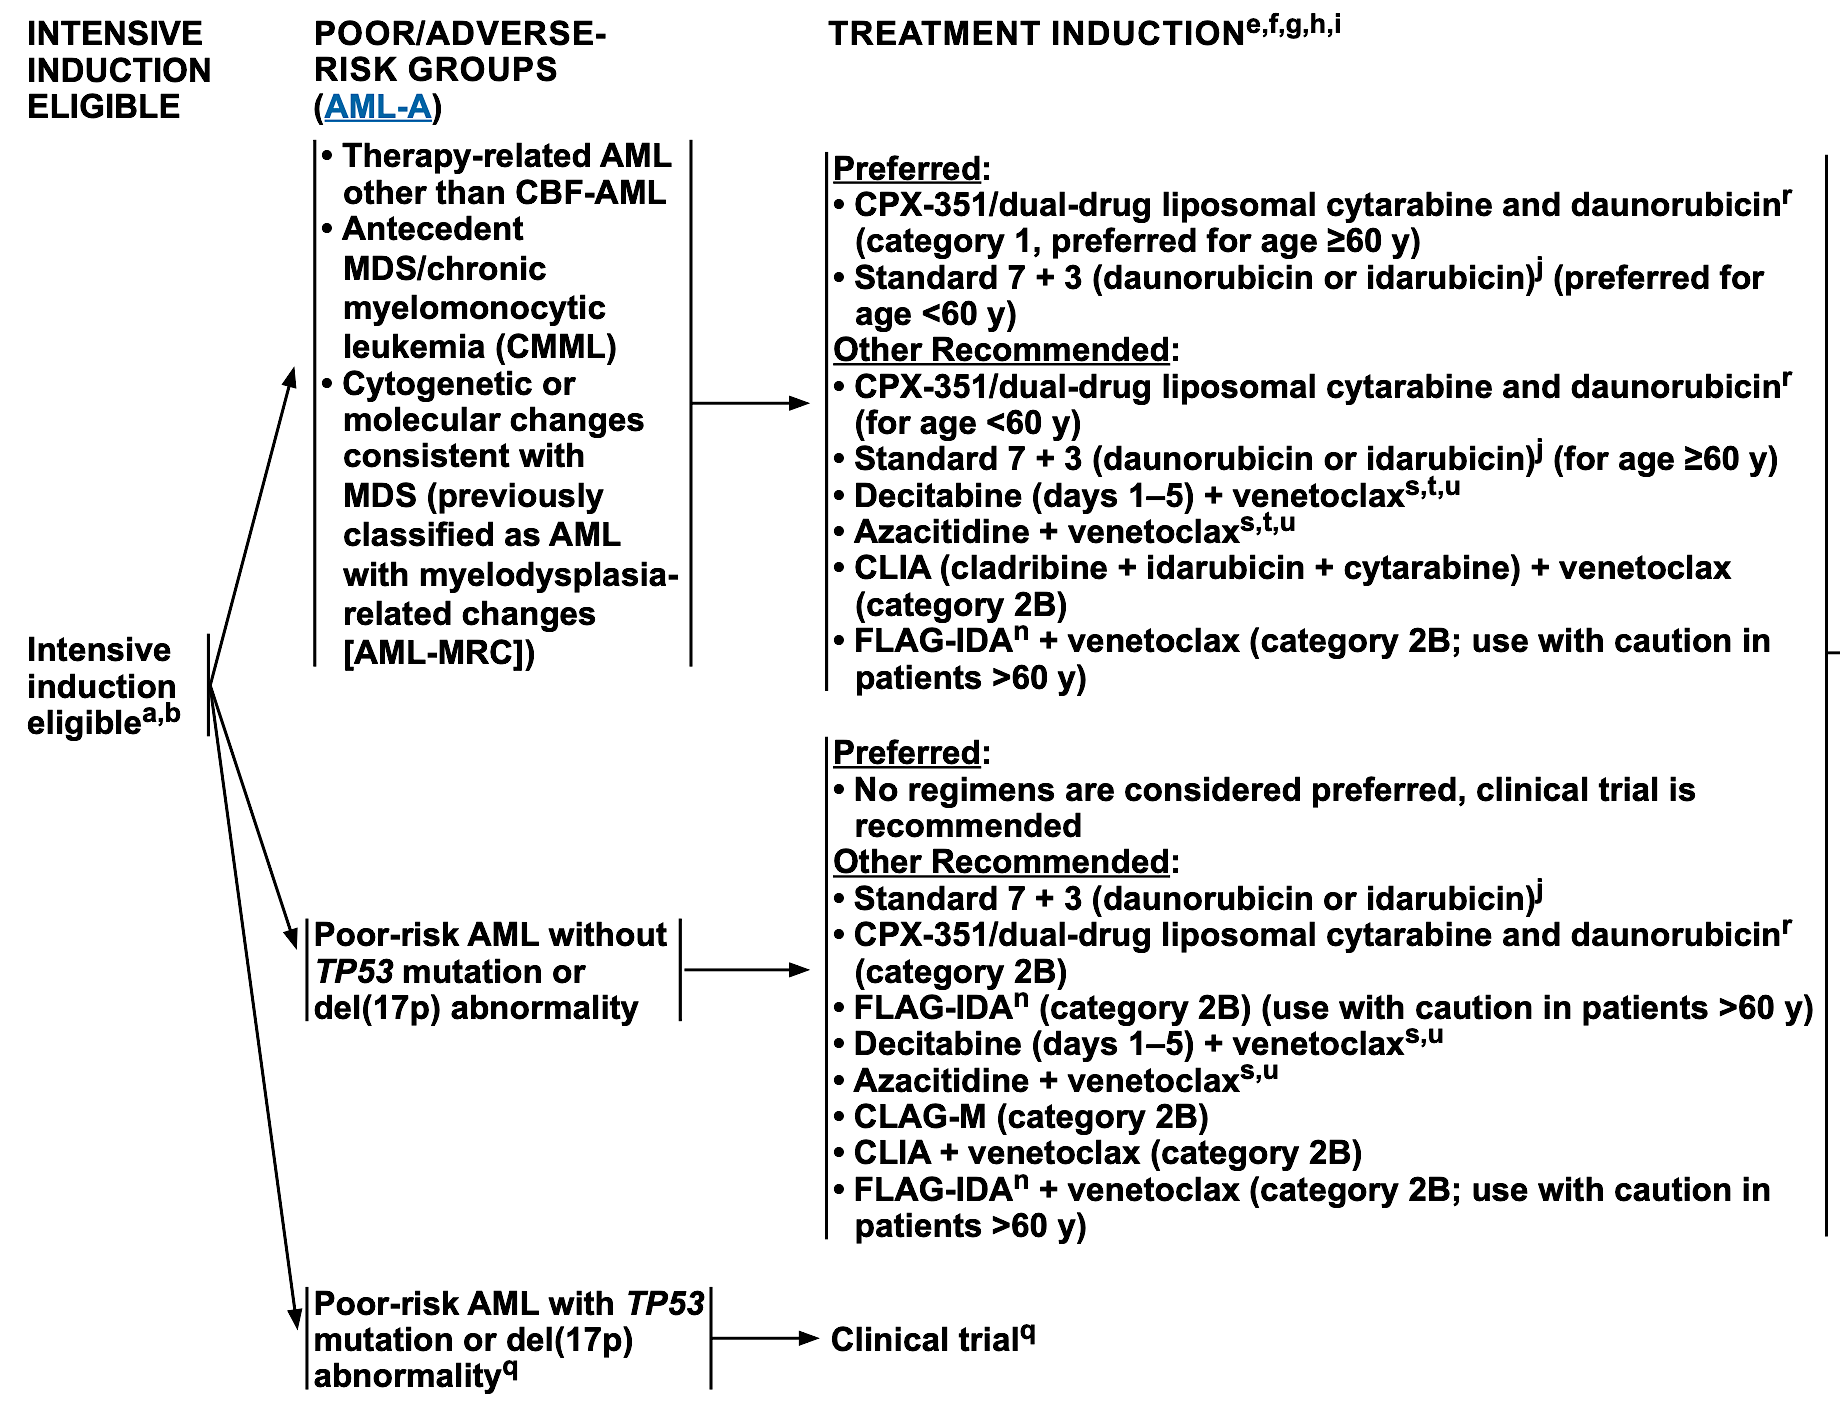 INTENSIVE
INDUCTION
ELIGIBLE
POOR/ADVERSE-
RISK GROUPS
(AML-A)
TREATMENT INDUCTIONe,f,g,h,i
Intensive
induction
eligiblea,b
• Therapy-related AML
other than CBF-AML
• Antecedent
MDS/chronic
myelomonocytic
leukemia (CMML)
• Cytogenetic or
molecular changes
consistent with
MDS (previously
classified as AML
with myelodysplasia-
related changes
[AML-MRC])
Preferred:
• CPX-351/dual-drug liposomal cytarabine and daunorubicinr
(category 1, preferred for age ≥60 y)
• Standard 7 + 3 (daunorubicin or idarubicin)j (preferred for
age <60 y)
Other Recommended:
• CPX-351/dual-drug liposomal cytarabine and daunorubicinr
(for age <60 y)
• Standard 7 + 3 (daunorubicin or idarubicin)j (for age ≥60 y)
• Decitabine (days 1–5) + venetoclaxs,t,u
• Azacitidine + venetoclaxs,t,u
• CLIA (cladribine + idarubicin + cytarabine) + venetoclax
(category 2B)
• FLAG-IDAn + venetoclax (category 2B; use with caution in
patients >60 y)
Poor-risk AML without
TP53 mutation or
del(17p) abnormality
Preferred:
• No regimens are considered preferred, clinical trial is
recommended
Other Recommended:
• Standard 7 + 3 (daunorubicin or idarubicin)j
• CPX-351/dual-drug liposomal cytarabine and daunorubicinr
(category 2B)
• FLAG-IDAn (category 2B) (use with caution in patients >60 y)
• Decitabine (days 1–5) + venetoclaxs,u
• Azacitidine + venetoclaxs,u
• CLAG-M (category 2B)
• CLIA + venetoclax (category 2B)
• FLAG-IDAn + venetoclax (category 2B; use with caution in
patients >60 y)
Poor-risk AML with TP53
mutation or del(17p)
abnormalityq
Clinical trialq